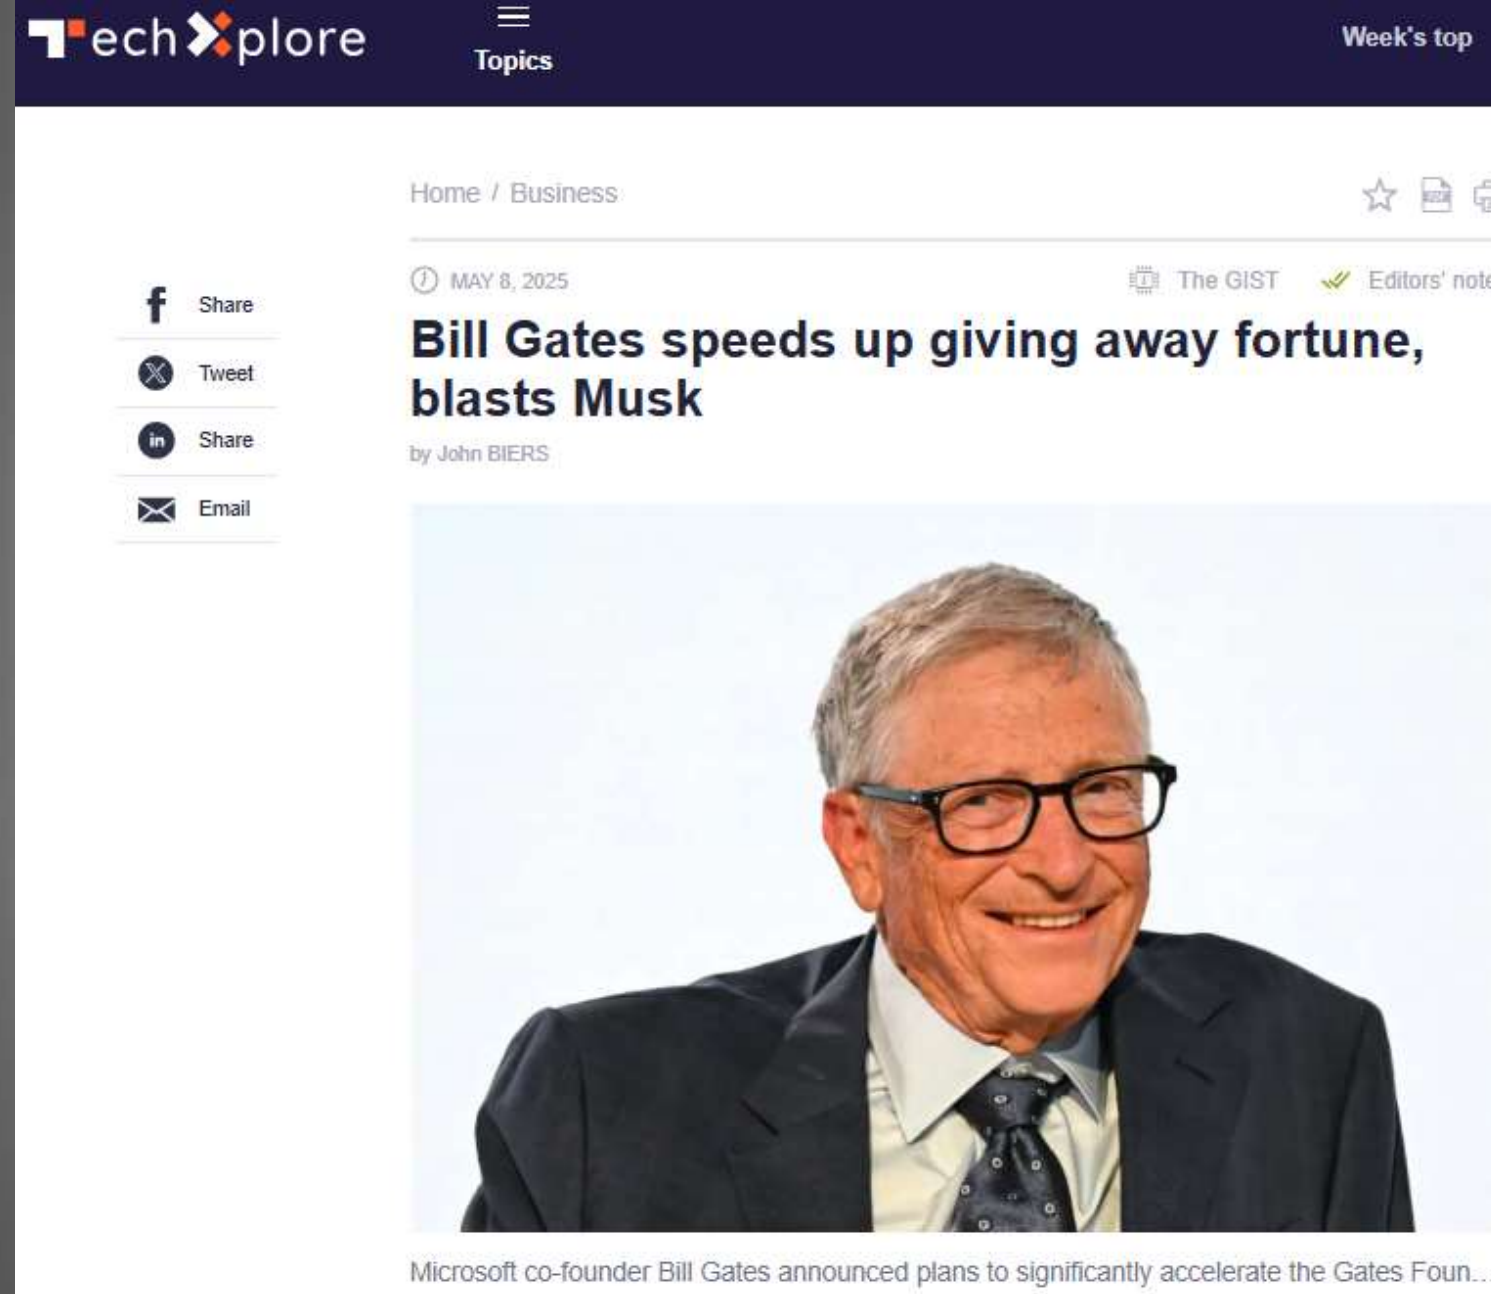 TechXplore
Topics
Week's top
Home / Business
MAY 8, 2025
The GIST
Editors' note
Bill Gates speeds up giving away fortune,
blasts Musk
by John BIERS
Share
Tweet
Share
Email
Microsoft co-founder Bill Gates announced plans to significantly accelerate the Gates Foun...